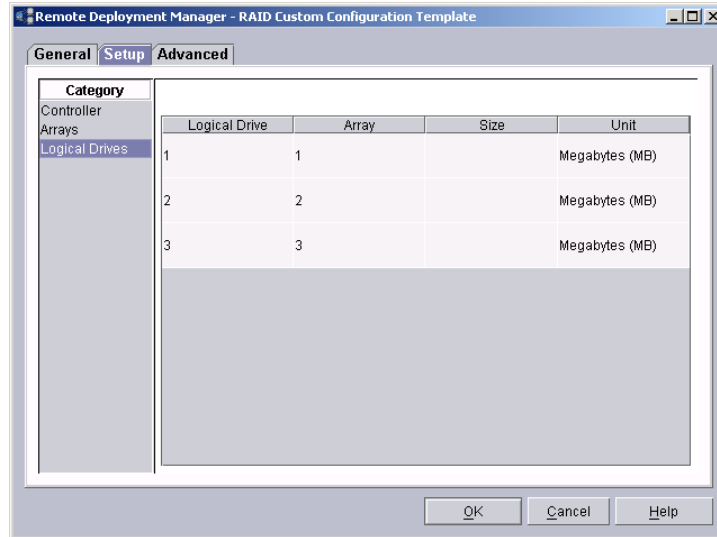 Remote Deployment Manager - RAID Custom Configuration Template
General Setup Advanced
Category
Controller
Arrays
Logical Drives
Logical Drive Array Size Unit
1 1 Megabytes (MB)
2 2 Megabytes (MB)
3 3 Megabytes (MB)
OK Cancel Help